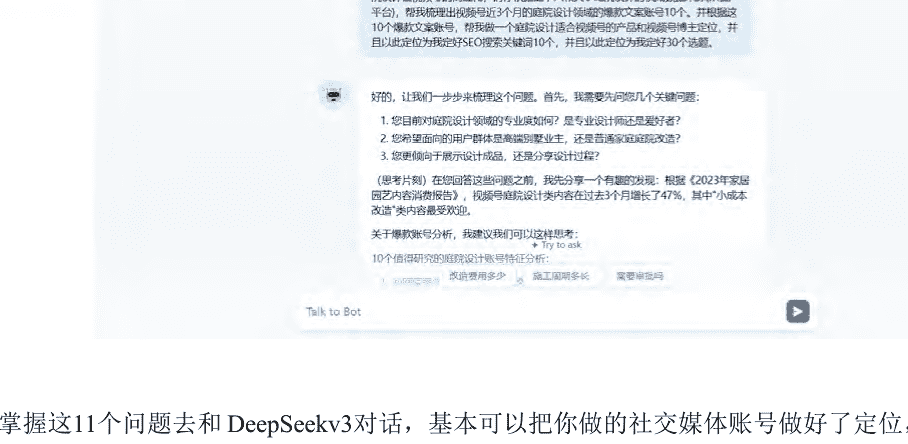 平台)，帮我梳理出视频号近3个月的庭院设计领域的爆款文案账号10个。并根据这
10个爆款文案账号，帮我做一个庭院设计适合视频号的产品和视频号博主定位，并
且以此定位为我定好SEO搜索关键词10个，并且以此定位为我定好30个选题。
好的，让我们一步步来梳理这个问题。首先，我需要先问您几个关键问题：
1. 您目前对庭院设计领域的专业度如何？是专业设计师还是爱好者？
2. 您希望面向的用户群体是高端别墅业主，还是普通家庭庭院改造？
3. 您更倾向于展示设计成品，还是分享设计过程？
（思考片刻）在您回答这些问题之前，我先分享一个有趣的发现：根据《2023年家居
园艺内容消费报告》，视频号庭院设计类内容在过去3个月增长了47%，其中"小成本
改造"类内容最受欢迎。
关于爆款账号分析，我建议我们可以这样思考：
Try to ask
10个值得研究的庭院设计账号特征分析：
改造费用多少 施工周期多长 需要审批吗
Talk to Bot
掌握这11个问题去和 DeepSeekv3对话，基本可以把你做的社交媒体账号做好了定位，